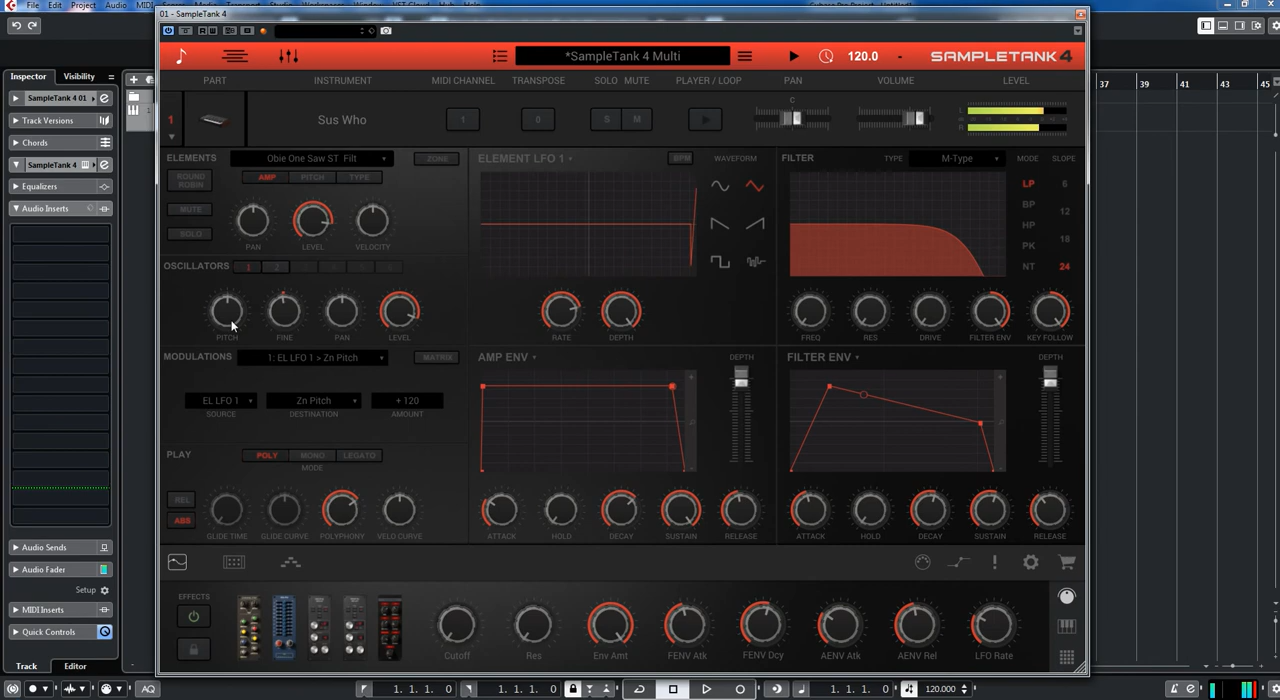 File Edit Project Audio MIDI
01 - SampleTank 4
R W
*SampleTank 4 Multi
120.0
SAMPLETANK 4
Inspector Visibility
PART INSTRUMENT MIDI CHANNEL TRANSPOSE SOLO MUTE PLAYER / LOOP PAN VOLUME LEVEL
37 39 41 43 45
SampleTank 4 01
C
L
R
1 Sus Who 1 0 S M
Track Versions
Chords
SampleTank 4
Equalizers
Audio Inserts
ELEMENTS Obie One Saw ST Filt ZONE
ROUND ROBIN AMP PITCH TYPE
MUTE
SOLO
PAN LEVEL VELOCITY
ELEMENT LFO 1 BPM WAVEFORM
FILTER TYPE M-Type MODE SLOPE
LP 6
BP 12
HP 18
PK
NT 24
OSCILLATORS 1 2
PITCH FINE PAN LEVEL
RATE DEPTH
FREQ RES DRIVE FILTER ENV KEY FOLLOW
MODULATIONS 1: EL LFO 1 > Zn Pitch MATRIX
EL LFO 1 Zn Pitch + 120
SOURCE DESTINATION AMOUNT
AMP ENV DEPTH
FILTER ENV DEPTH
PLAY POLY MONO LEGATO
MODE
REL
ABS
GLIDE TIME GLIDE CURVE POLYPHONY VELO CURVE
ATTACK HOLD DECAY SUSTAIN RELEASE
ATTACK HOLD DECAY SUSTAIN RELEASE
Audio Sends
Audio Fader
Setup
MIDI Inserts
Quick Controls
EFFECTS
Cutoff Res Env Amt FENV Atk FENV Dcy AENV Atk AENV Rel LFO Rate
Track Editor
AQ
1. 1. 1. 0
1. 1. 1. 0
1. 1. 1. 0
120.000